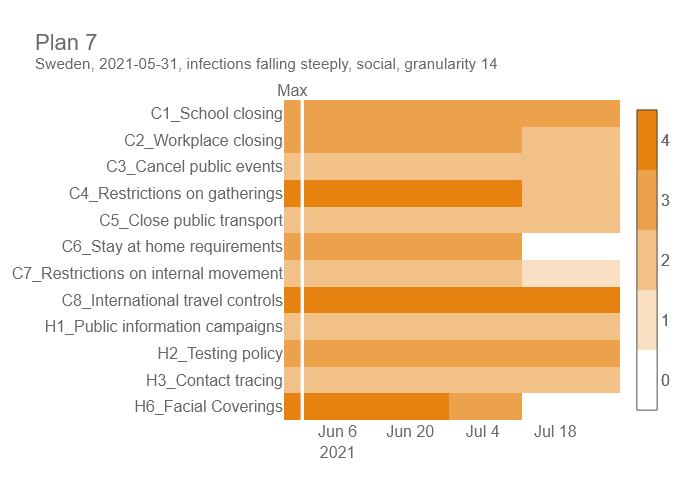 Plan 7
Sweden, 2021-05-31, infections falling steeply, social, granularity 14
Max
C1_School closing
C2_Workplace closing
C3_Cancel public events
C4_Restrictions on gatherings
C5_Close public transport
C6_Stay at home requirements
C7_Restrictions on internal movement
C8_International travel controls
H1_Public information campaigns
H2_Testing policy
H3_Contact tracing
H6_Facial Coverings
Jun 6 Jun 20 Jul 4 Jul 18
2021
4
3
2
1
0